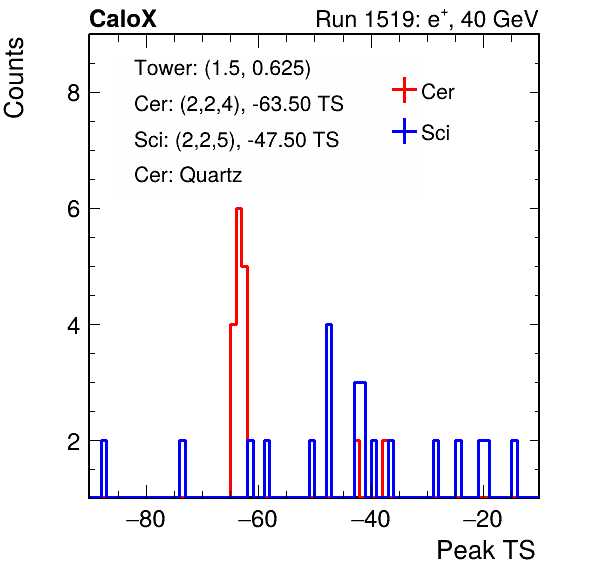 CaloX Run 1519: e+, 40 GeV
Counts
Tower: (1.5, 0.625)
Cer: (2,2,4), -63.50 TS
Sci: (2,2,5), -47.50 TS
Cer: Quartz
Cer
Sci
8
6
4
2
−80 −60 −40 −20
Peak TS